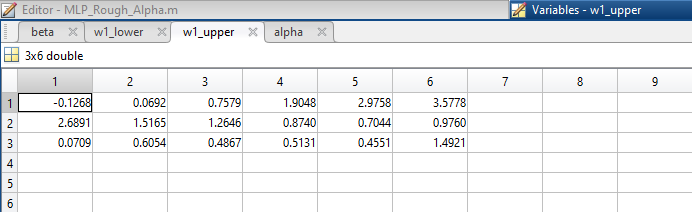 Editor - MLP_Rough_Alpha.m Variables - w1_upper
beta w1_lower w1_upper alpha
3x6 double
1 2 3 4 5 6 7 8 9
1 -0.1268 0.0692 0.7579 1.9048 2.9758 3.5778
2 2.6891 1.5165 1.2646 0.8740 0.7044 0.9760
3 0.0709 0.6054 0.4867 0.5131 0.4551 1.4921
4
5
6